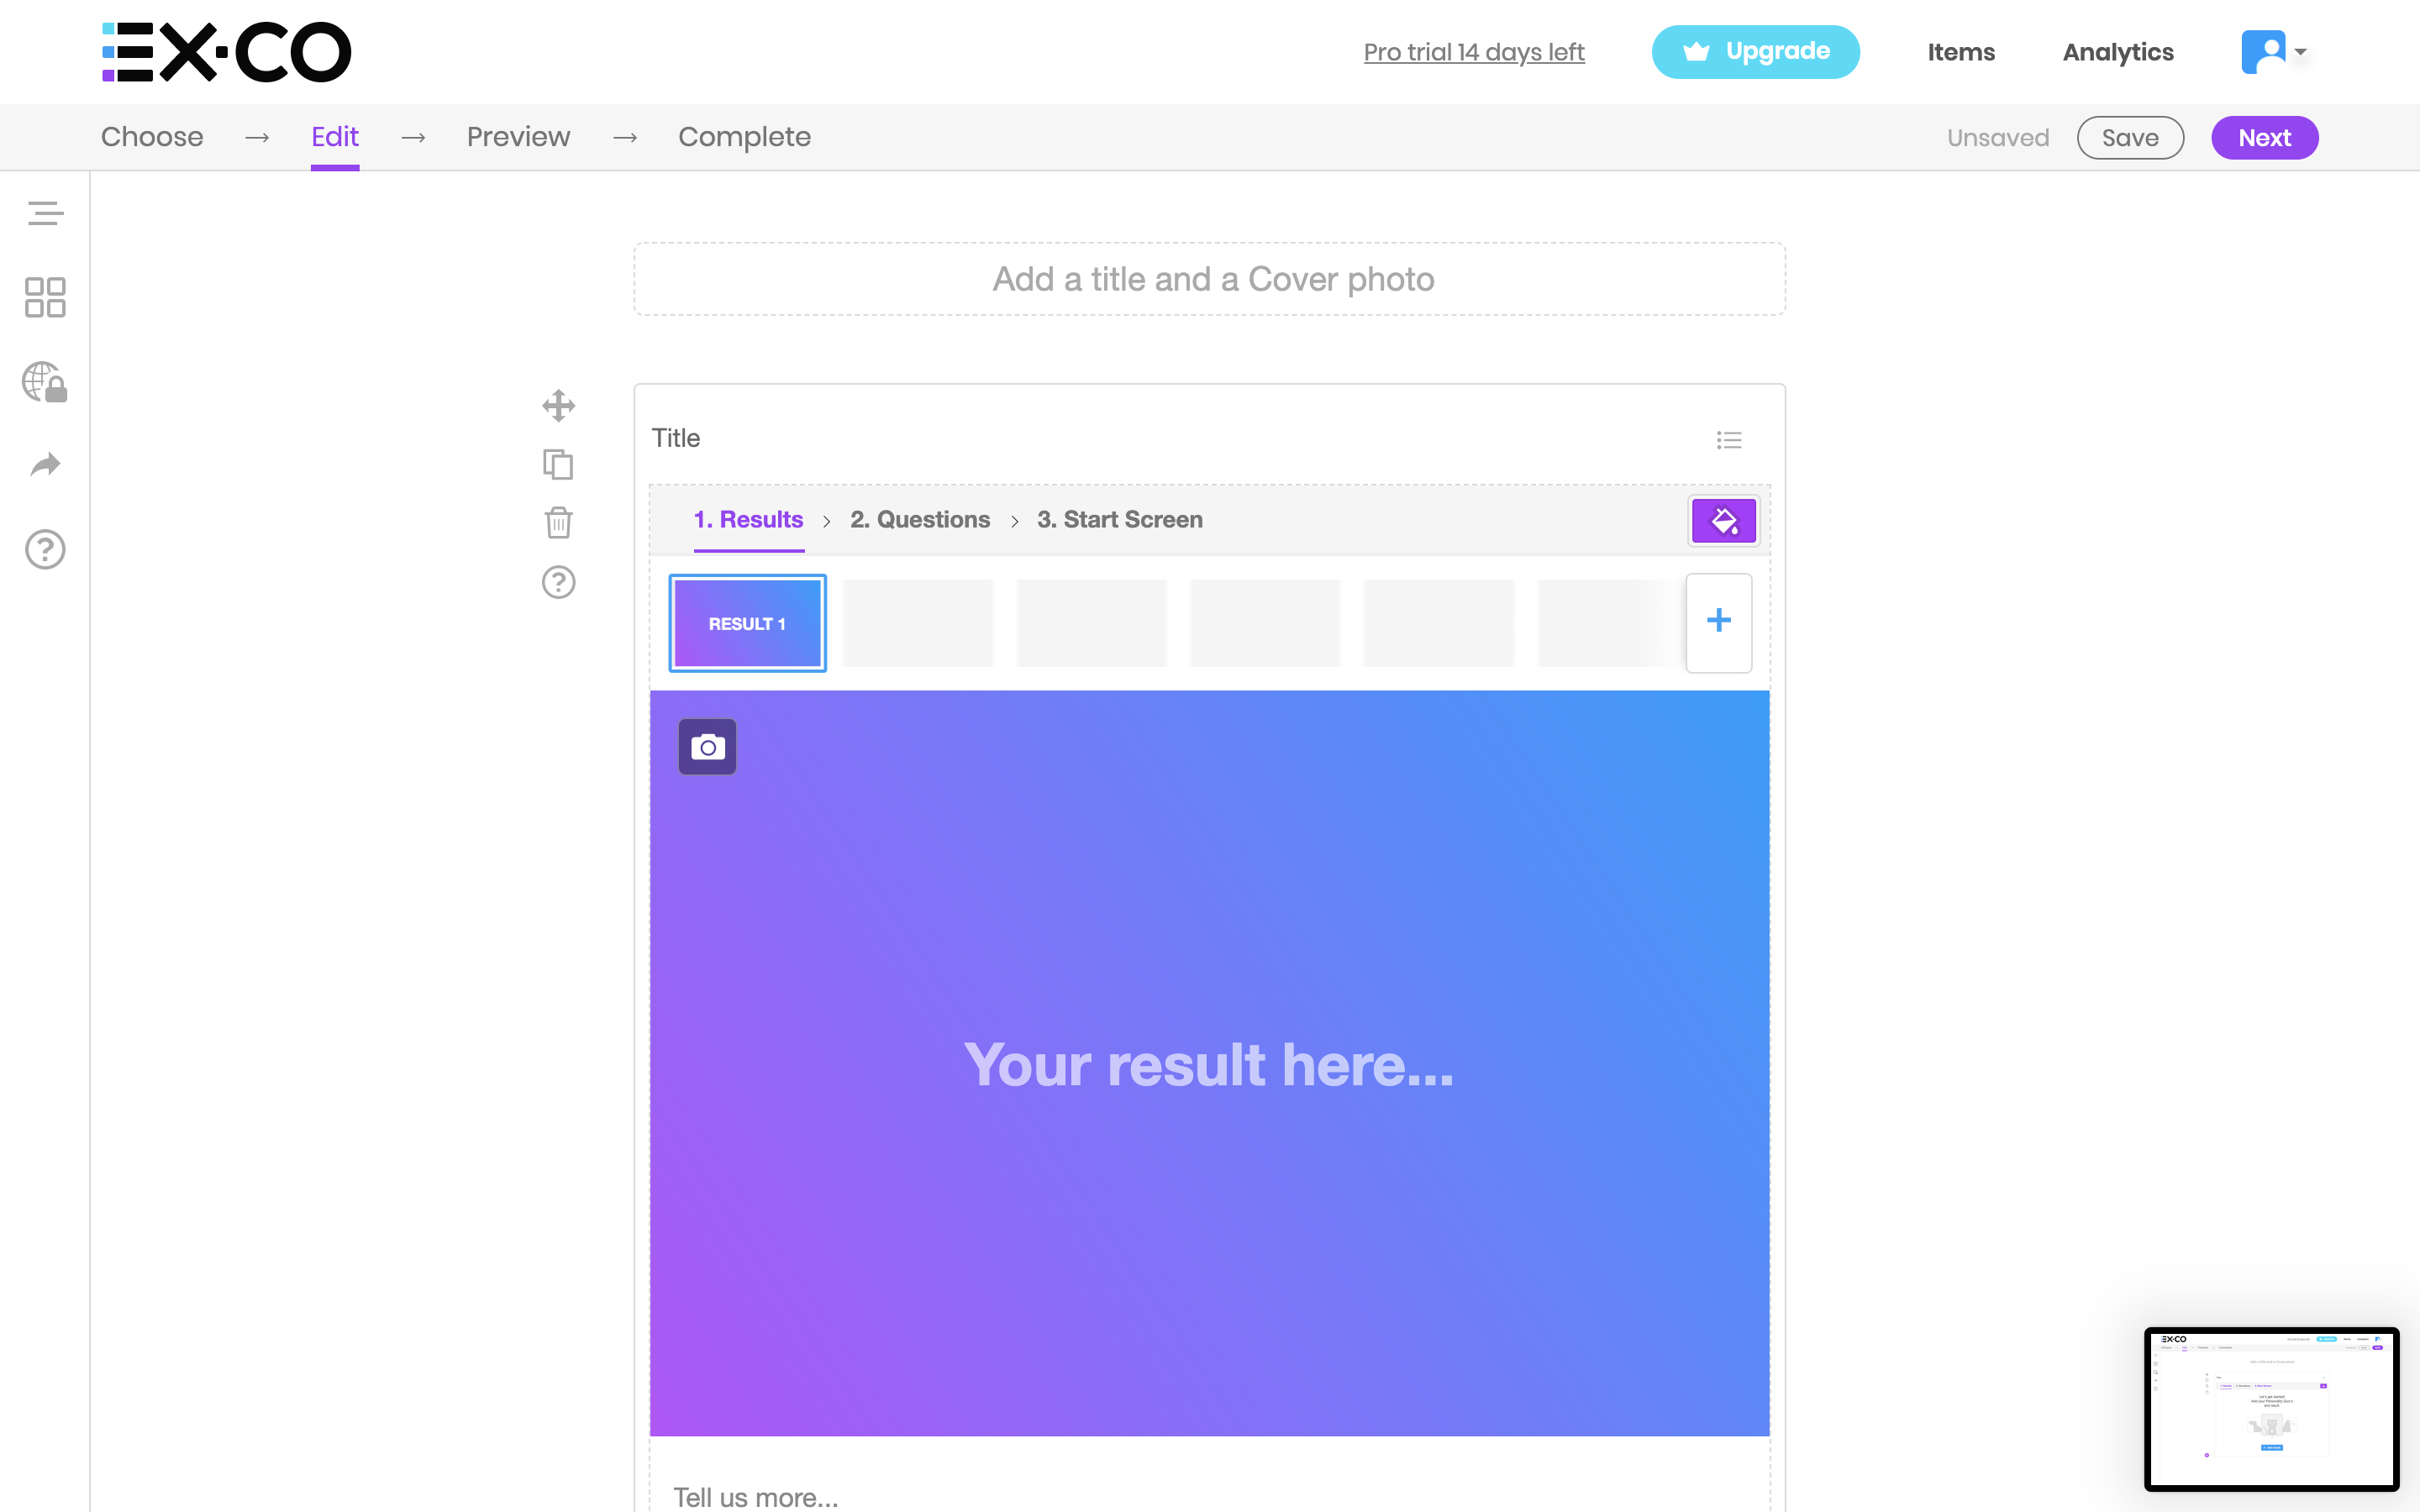 EX·CO
Pro trial 14 days left
Upgrade
Items
Analytics
Choose → Edit → Preview → Complete
Unsaved
Save
Next
Add a title and a Cover photo
Title
1. Results > 2. Questions > 3. Start Screen
RESULT 1
Your result here...
Tell us more...
EX·CO